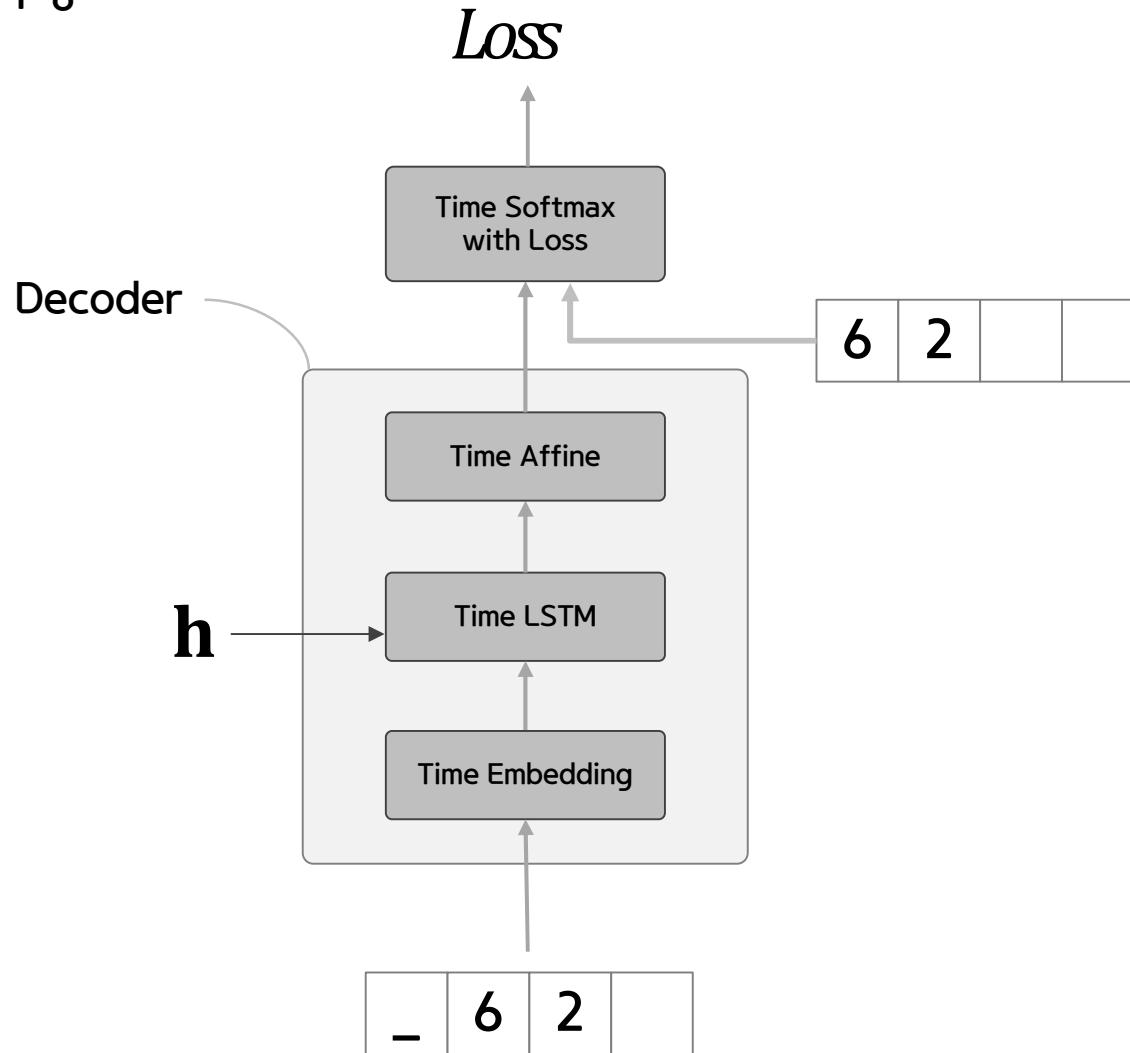 Loss
Time Softmax
with Loss
Decoder
6 2
Time Affine
Time LSTM
h
Time Embedding
_ 6 2